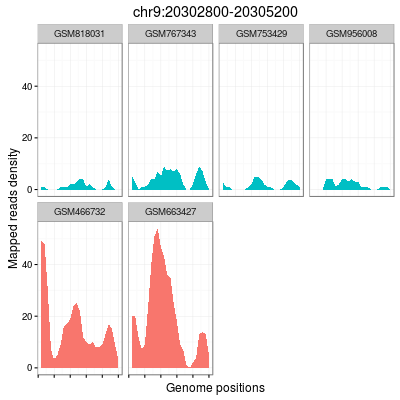 chr9:20302800-20305200
GSM818031 GSM767343 GSM753429 GSM956008
40
20
0
Mapped reads density
GSM466732 GSM663427
40
20
0
Genome positions